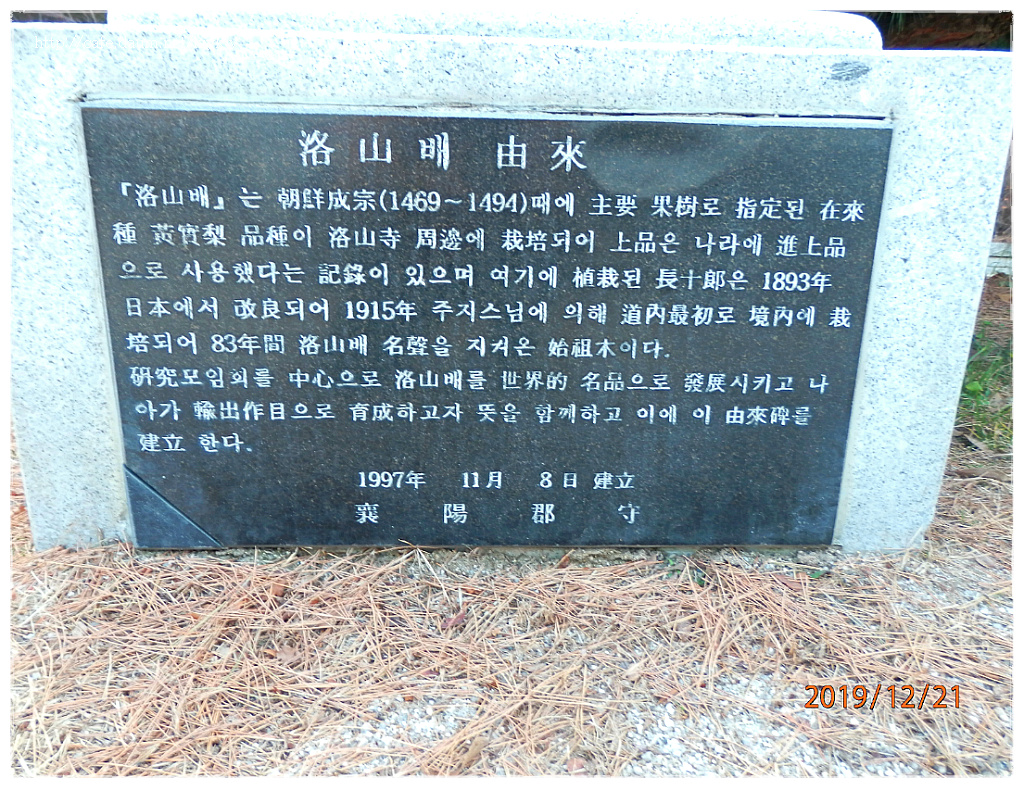 洛山배 由來
『洛山배』는 朝鮮成宗(1469～1494)때에 主要 果樹로 指定된 在來
種 黃實梨 品種이 洛山寺 周邊에 栽培되어 上品은 나라에 進上品
으로 사용했다는 記錄이 있으며 여기에 植栽된 長十郞은 1893年
日本에서 改良되어 1915年 주지스님에 의해 道內最初로 境內에 栽
培되어 83年間 洛山배 名聲을 지켜온 始祖木이다.
硏究모임회를 中心으로 洛山배를 世界的 名品으로 發展시키고 나
아가 輸出作目으로 育成하고자 뜻을 함께하고 이에 이 由來碑를
建立 한다.
1997年 11月 8日 建立
襄陽郡守
2019/12/21